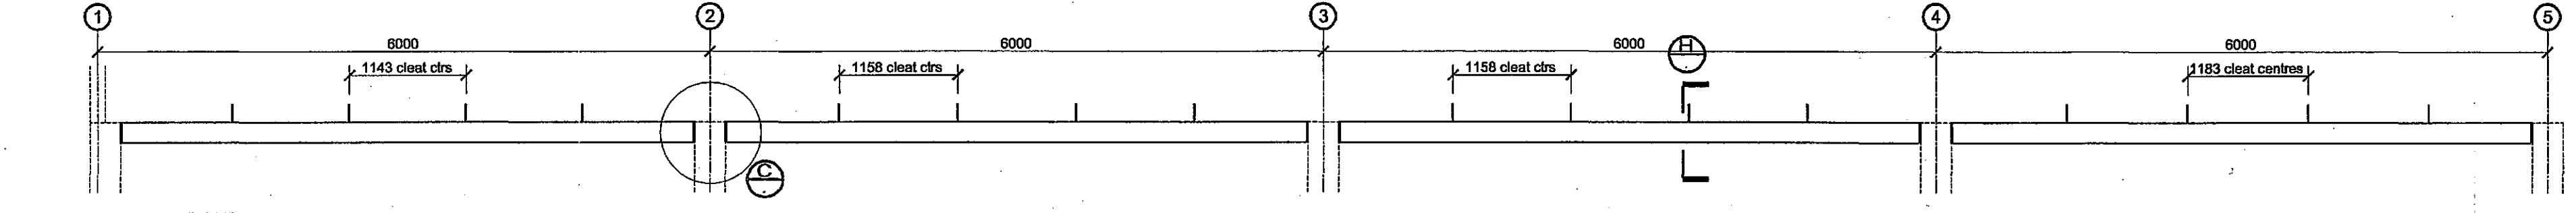 1 2 3 4 5
6000 6000 6000 6000
H
1143 cleat ctrs 1158 cleat ctrs 1158 cleat ctrs 1183 cleat centres
C